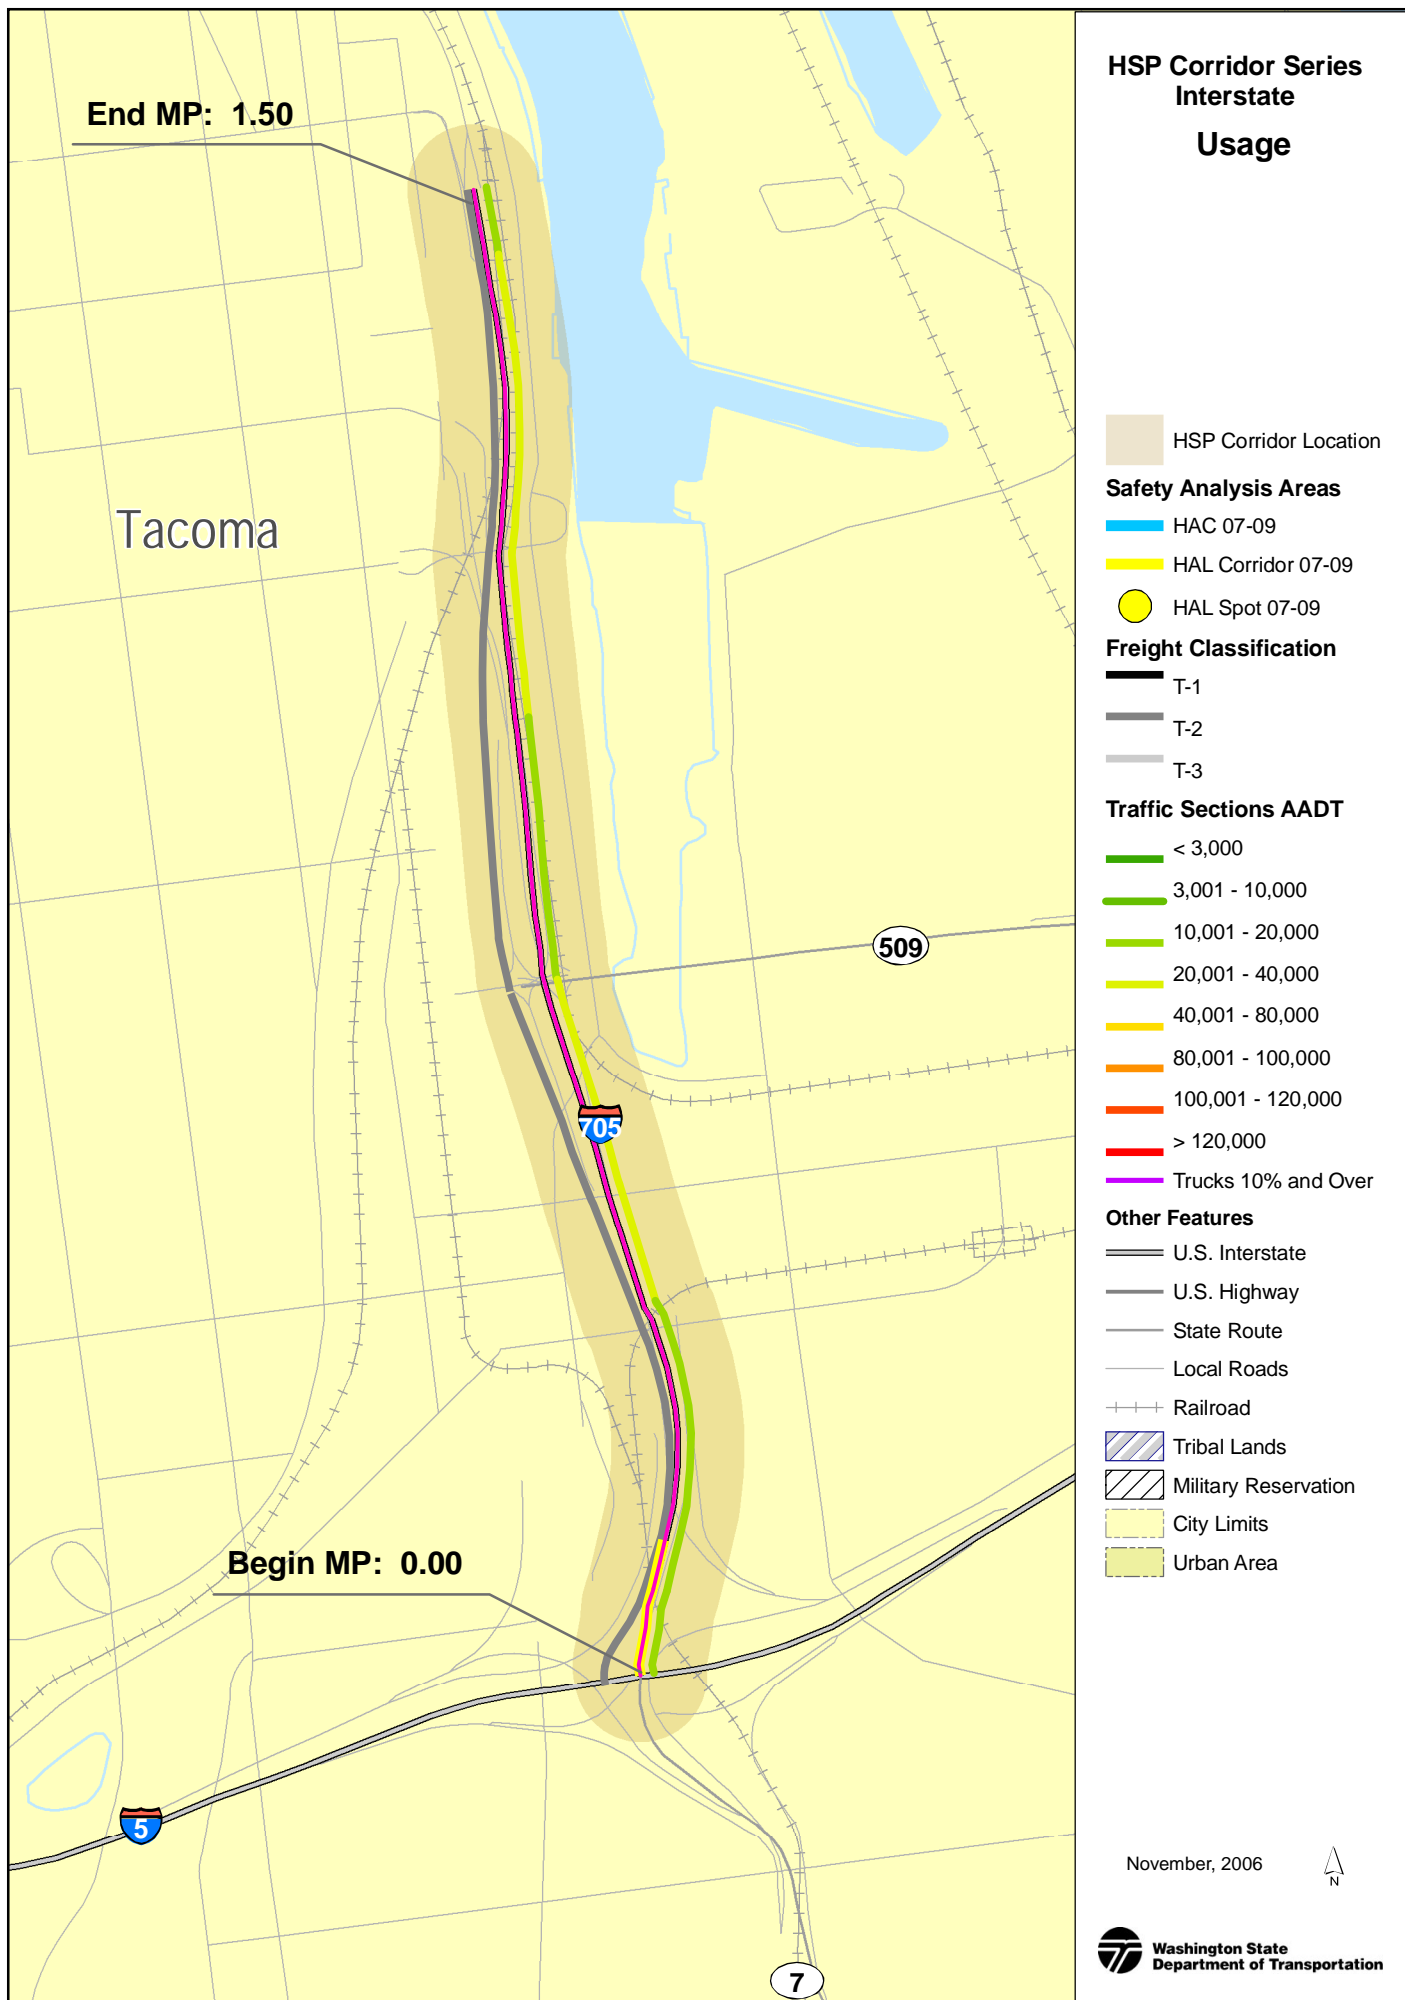 End MP: 1.50
Tacoma
509
705
Begin MP: 0.00
5
7
HSP Corridor Series
Interstate
Usage
HSP Corridor Location
Safety Analysis Areas
HAC 07-09
HAL Corridor 07-09
HAL Spot 07-09
Freight Classification
T-1
T-2
T-3
Traffic Sections AADT
< 3,000
3,001 - 10,000
10,001 - 20,000
20,001 - 40,000
40,001 - 80,000
80,001 - 100,000
100,001 - 120,000
> 120,000
Trucks 10% and Over
Other Features
U.S. Interstate
U.S. Highway
State Route
Local Roads
Railroad
Tribal Lands
Military Reservation
City Limits
Urban Area
November, 2006
N
Washington State
Department of Transportation